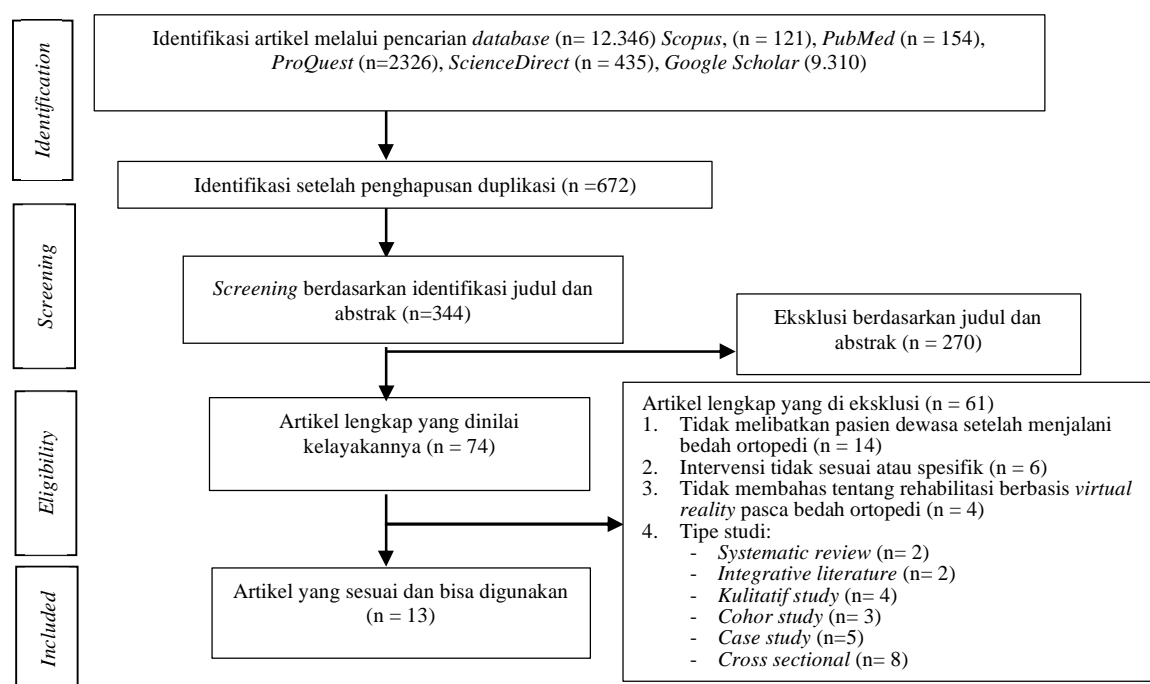 Identification
Identifikasi artikel melalui pencarian database (n= 12.346) Scopus, (n = 121), PubMed (n = 154),
ProQuest (n=2326), ScienceDirect (n = 435), Google Scholar (9.310)
Identifikasi setelah penghapusan duplikasi (n =672)
Screening
Screening berdasarkan identifikasi judul dan
abstrak (n=344)
Eksklusi berdasarkan judul dan
abstrak (n = 270)
Eligibility
Artikel lengkap yang dinilai
kelayakannya (n = 74)
Artikel lengkap yang di eksklusi (n = 61)
1. Tidak melibatkan pasien dewasa setelah menjalani
bedah ortopedi (n = 14)
2. Intervensi tidak sesuai atau spesifik (n = 6)
3. Tidak membahas tentang rehabilitasi berbasis virtual
reality pasca bedah ortopedi (n = 4)
4. Tipe studi:
- Systematic review (n= 2)
- Integrative literature (n= 2)
- Kulitatif study (n= 4)
- Cohor study (n= 3)
- Case study (n=5)
- Cross sectional (n= 8)
Included
Artikel yang sesuai dan bisa digunakan
(n = 13)